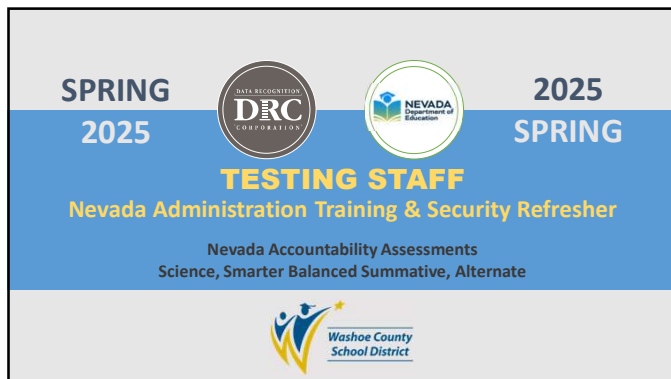 SPRING
2025
DATA RECOGNITION
DRC
CORPORATION
NEVADA
Department of
Education
2025
SPRING
TESTING STAFF
Nevada Administration Training & Security Refresher
Nevada Accountability Assessments
Science, Smarter Balanced Summative, Alternate
Washoe County
School District